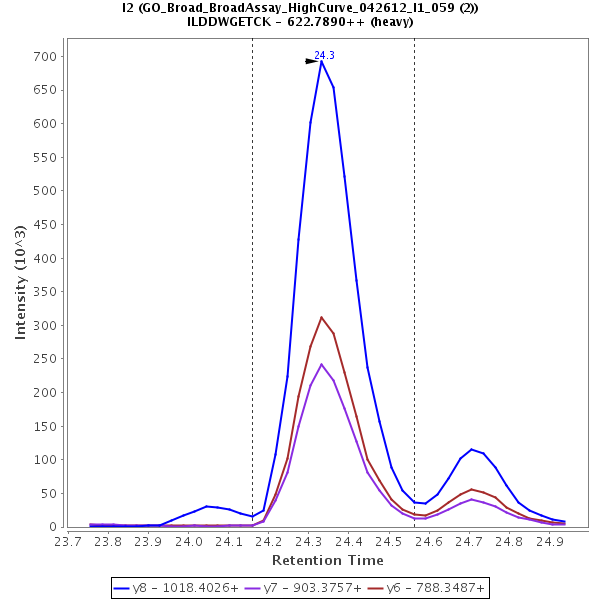 I2 (GO_Broad_BroadAssay_HighCurve_042612_I1_059 (2))
ILDDWGETCK - 622.7890++ (heavy)
24.3
700
650
600
550
500
450
400
350
300
250
200
150
100
50
0
Intensity (10^3)
23.7 23.8 23.9 24.0 24.1 24.2 24.3 24.4 24.5 24.6 24.7 24.8 24.9
Retention Time
y8 - 1018.4026+ y7 - 903.3757+ y6 - 788.3487+